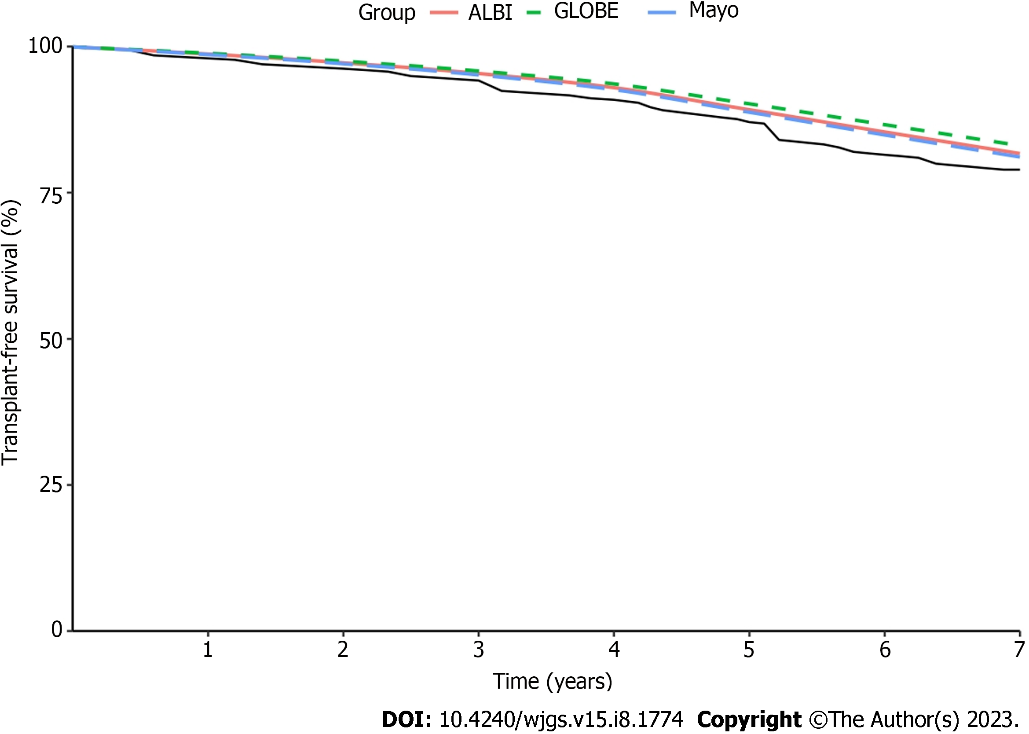 Group ALBI GLOBE Mayo
100
75
50
25
0
Transplant-free survival (%)
1 2 3 4 5 6 7
Time (years)
DOI: 10.4240/wjgs.v15.i8.1774 Copyright ©The Author(s) 2023.